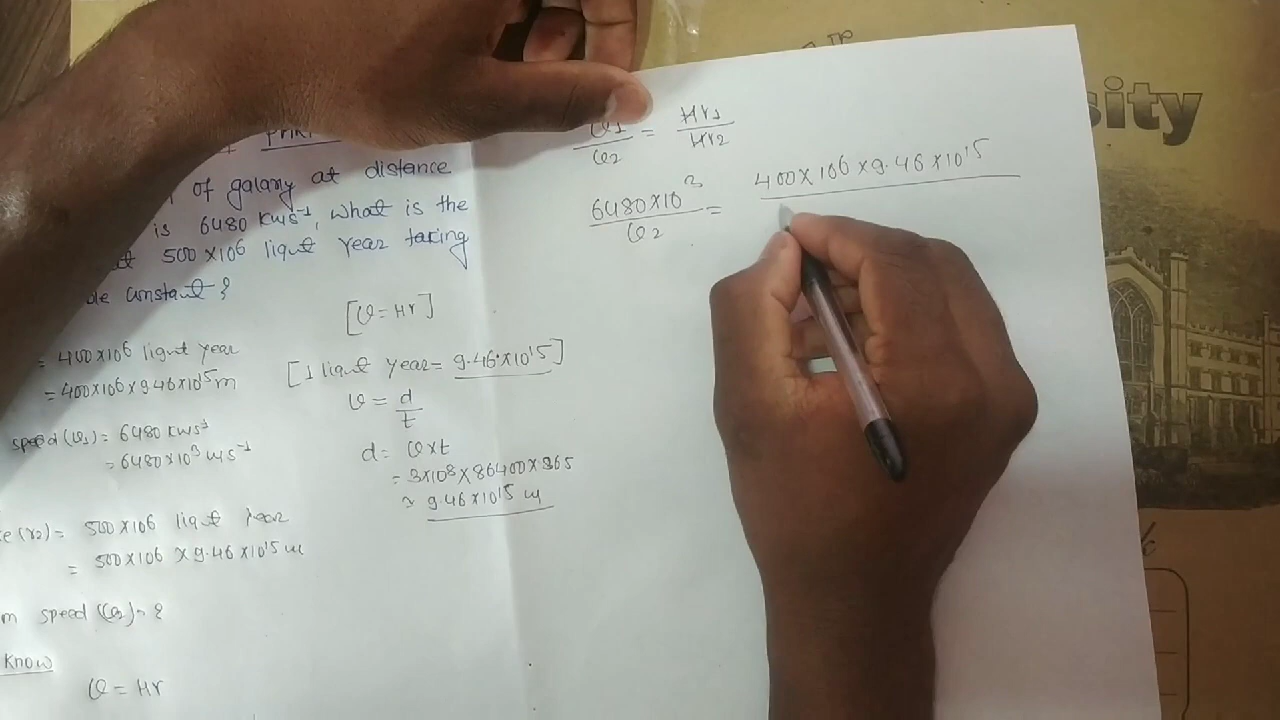 of galaxy at distance
is 6480 kms⁻¹, What is the
500×10⁶ light year taking
constant ?
[v=Hr]
= 400×10⁶ light year
= 400×10⁶×9.46×10¹⁵m
[1 light year= 9.46×10¹⁵]
v = d/t
d= v×t
= 3×10⁸×86400×365
≈ 9.46×10¹⁵ m
speed (v₁) = 6480 kms⁻¹
= 6480×10³ ms⁻¹
(r₂) = 500×10⁶ light year
= 500×10⁶ × 9.46×10¹⁵ m
m speed (v₂) = ?
Know
v = Hr
v₁/v₂ = Hr₁/Hr₂
6480×10³/v₂ = 400×10⁶×9.46×10¹⁵
sity